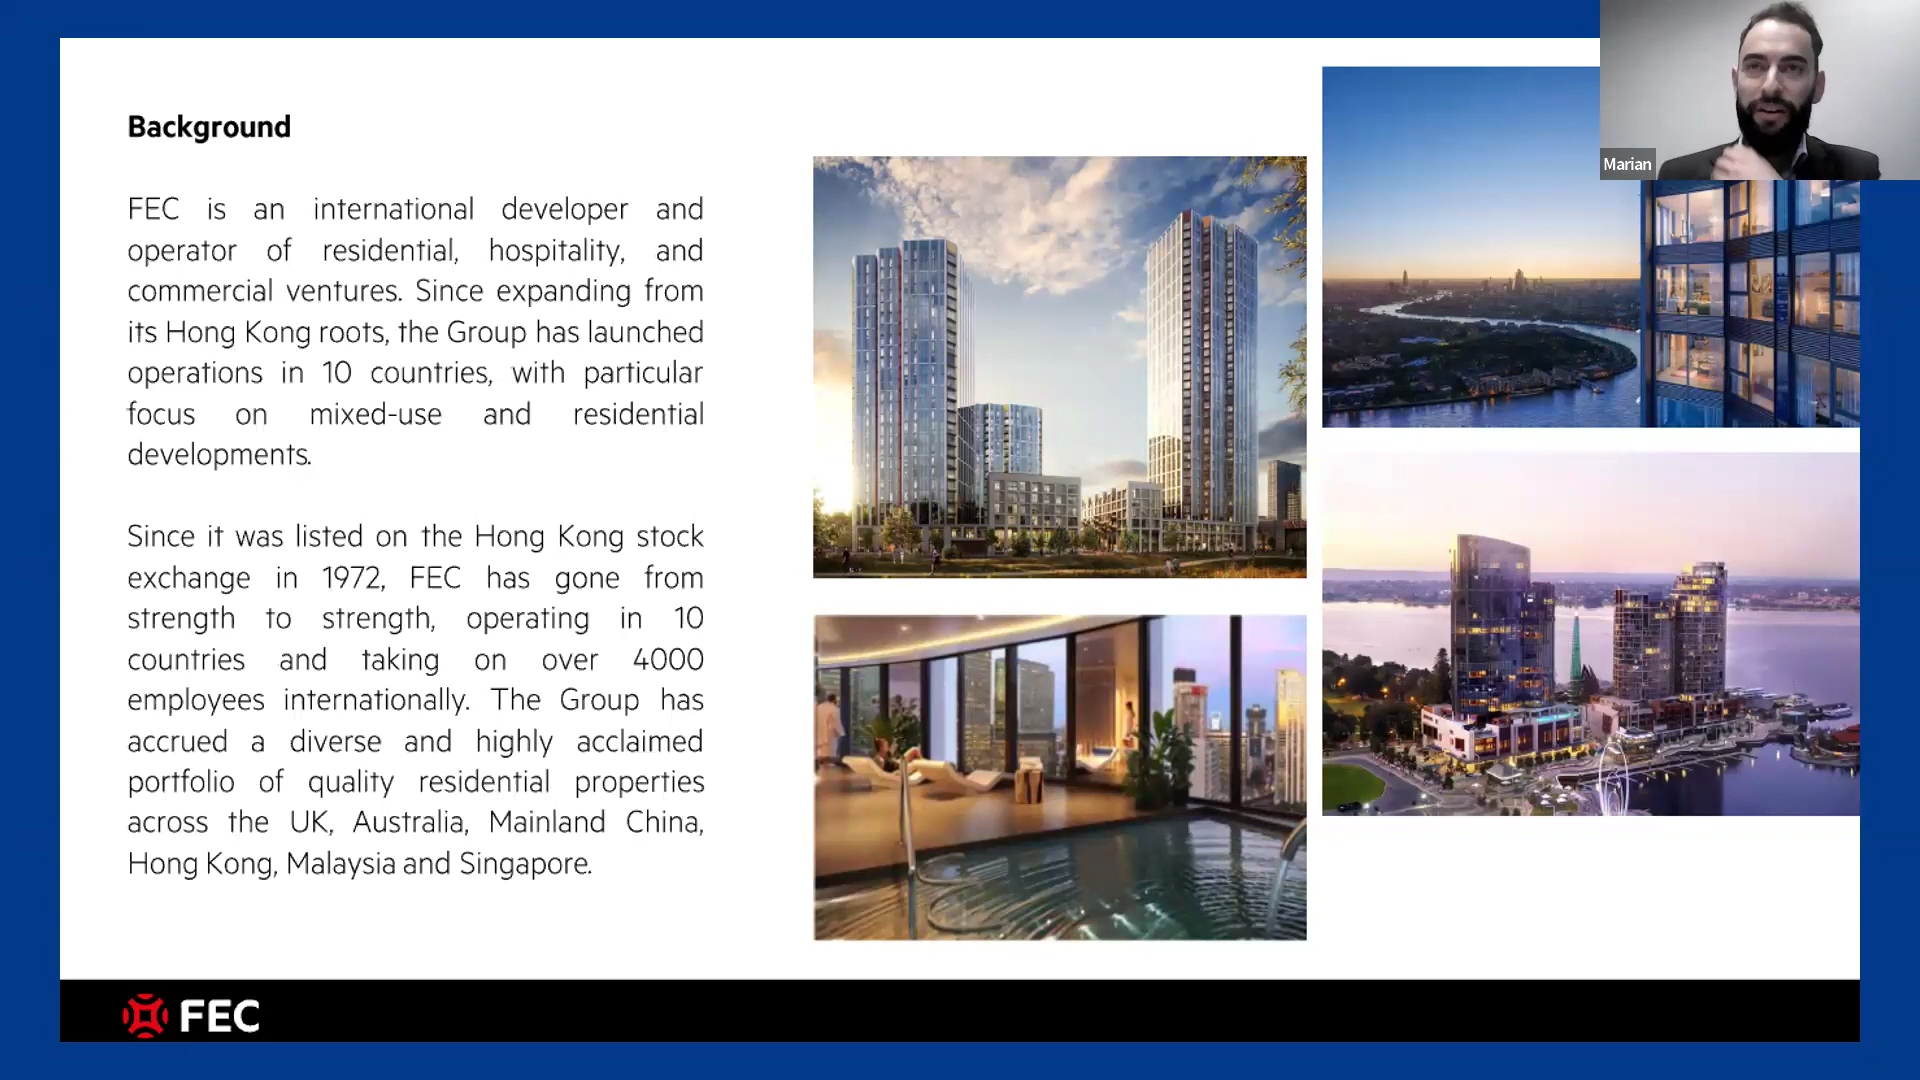 Background
FEC is an international developer and
operator of residential, hospitality, and
commercial ventures. Since expanding from
its Hong Kong roots, the Group has launched
operations in 10 countries, with particular
focus on mixed-use and residential
developments.
Since it was listed on the Hong Kong stock
exchange in 1972, FEC has gone from
strength to strength, operating in 10
countries and taking on over 4000
employees internationally. The Group has
accrued a diverse and highly acclaimed
portfolio of quality residential properties
across the UK, Australia, Mainland China,
Hong Kong, Malaysia and Singapore.
Marian
FEC